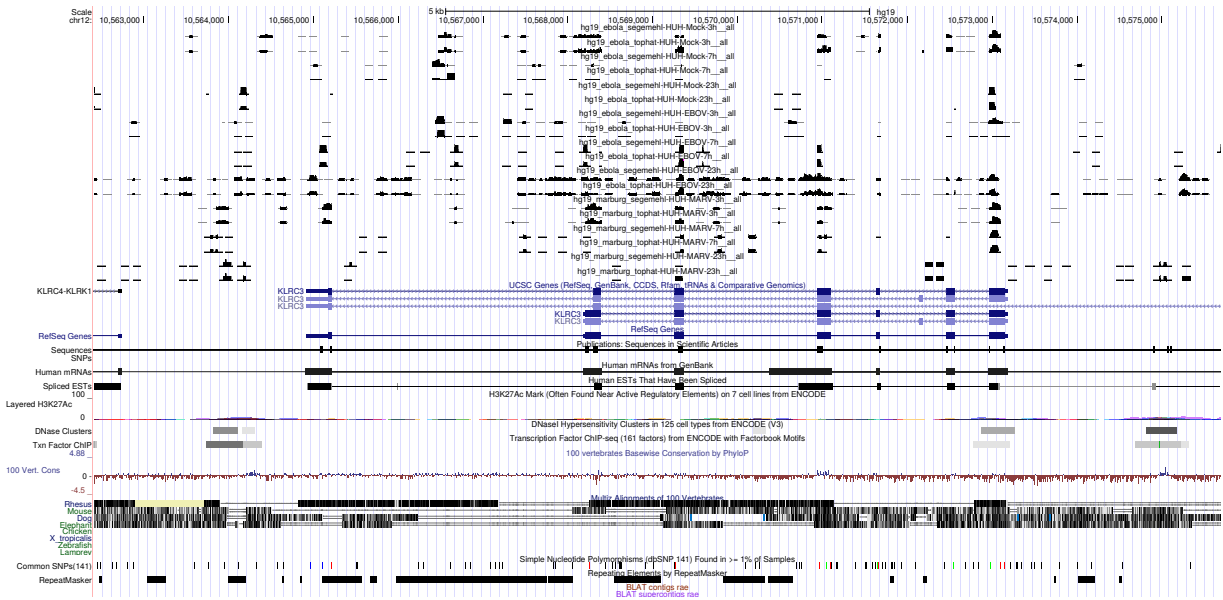 Scale 5 kb hg19
chr12: 10,563,000 10,564,000 10,565,000 10,566,000 10,567,000 10,568,000 10,569,000 10,570,000 10,571,000 10,572,000 10,573,000 10,574,000 10,575,000
hg19_ebola_segemehl-HUH-Mock-3h__all
hg19_ebola_tophat-HUH-Mock-3h__all
hg19_ebola_segemehl-HUH-Mock-7h__all
hg19_ebola_tophat-HUH-Mock-7h__all
hg19_ebola_segemehl-HUH-Mock-23h__all
hg19_ebola_tophat-HUH-Mock-23h__all
hg19_ebola_segemehl-HUH-EBOV-3h__all
hg19_ebola_tophat-HUH-EBOV-3h__all
hg19_ebola_segemehl-HUH-EBOV-7h__all
hg19_ebola_tophat-HUH-EBOV-7h__all
hg19_ebola_segemehl-HUH-EBOV-23h__all
hg19_ebola_tophat-HUH-EBOV-23h__all
hg19_marburg_segemehl-HUH-MARV-3h__all
hg19_marburg_tophat-HUH-MARV-3h__all
hg19_marburg_segemehl-HUH-MARV-7h__all
hg19_marburg_tophat-HUH-MARV-7h__all
hg19_marburg_segemehl-HUH-MARV-23h__all
hg19_marburg_tophat-HUH-MARV-23h__all
UCSC Genes (RefSeq, GenBank, CCDS, Rfam, tRNAs & Comparative Genomics)
KLRC4-KLRK1 KLRC3
KLRC3
KLRC3
KLRC3
KLRC3
RefSeq Genes
RefSeq Genes
Publications: Sequences in Scientific Articles
Sequences
SNPs
Human mRNAs from GenBank
Human mRNAs
Human ESTs That Have Been Spliced
Spliced ESTs
H3K27Ac Mark (Often Found Near Active Regulatory Elements) on 7 cell lines from ENCODE
100
Layered H3K27Ac
0
DNaseI Hypersensitivity Clusters in 125 cell types from ENCODE (V3)
DNase Clusters
Transcription Factor ChIP-seq (161 factors) from ENCODE with Factorbook Motifs
Txn Factor ChIP
100 vertebrates Basewise Conservation by PhyloP
4.88
100 Vert. Cons
0
-4.5
Multiz Alignments of 100 Vertebrates
Rhesus
Mouse
Dog
Elephant
Chicken
X_tropicalis
Zebrafish
Lamprey
Simple Nucleotide Polymorphisms (dbSNP 141) Found in >= 1% of Samples
Common SNPs(141)
Repeating Elements by RepeatMasker
RepeatMasker
BLAT contigs rae
BLAT supercontigs rae